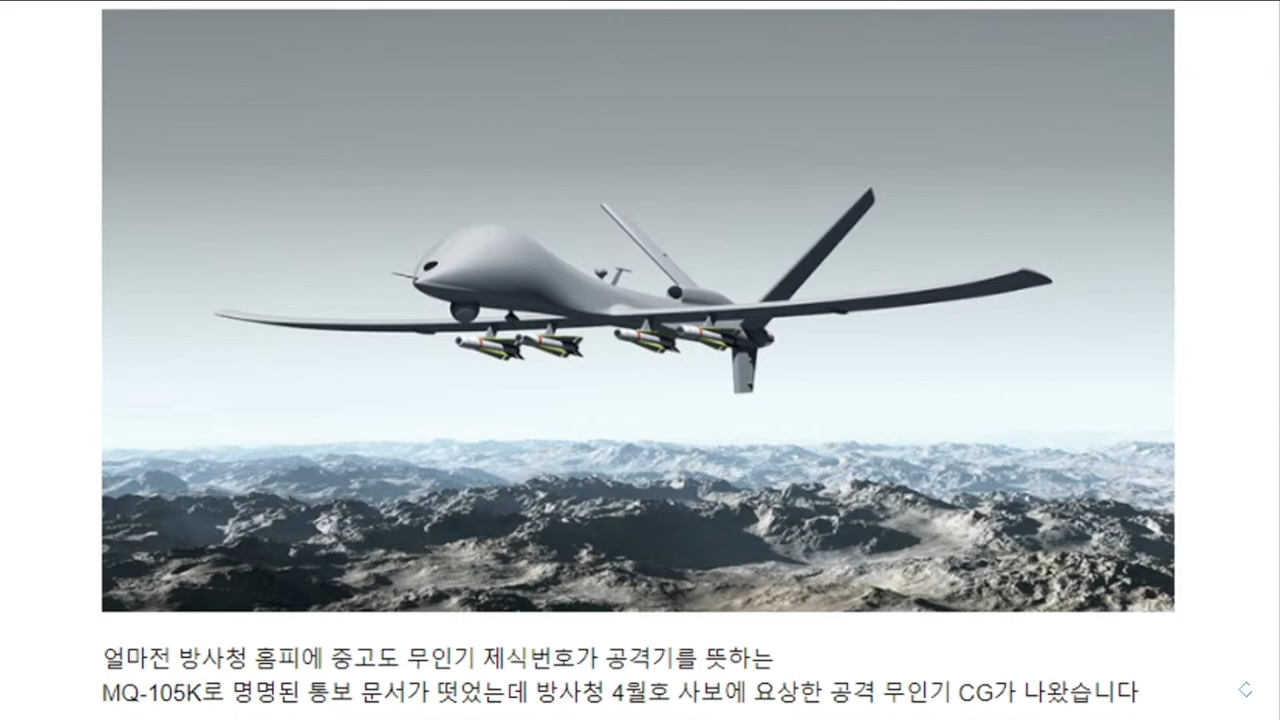 얼마전 방사청 홈피에 중고도 무인기 제식번호가 공격기를 뜻하는
MQ-105K로 명명된 통보 문서가 떳었는데 방사청 4월호 사보에 요상한 공격 무인기 CG가 나왔습니다